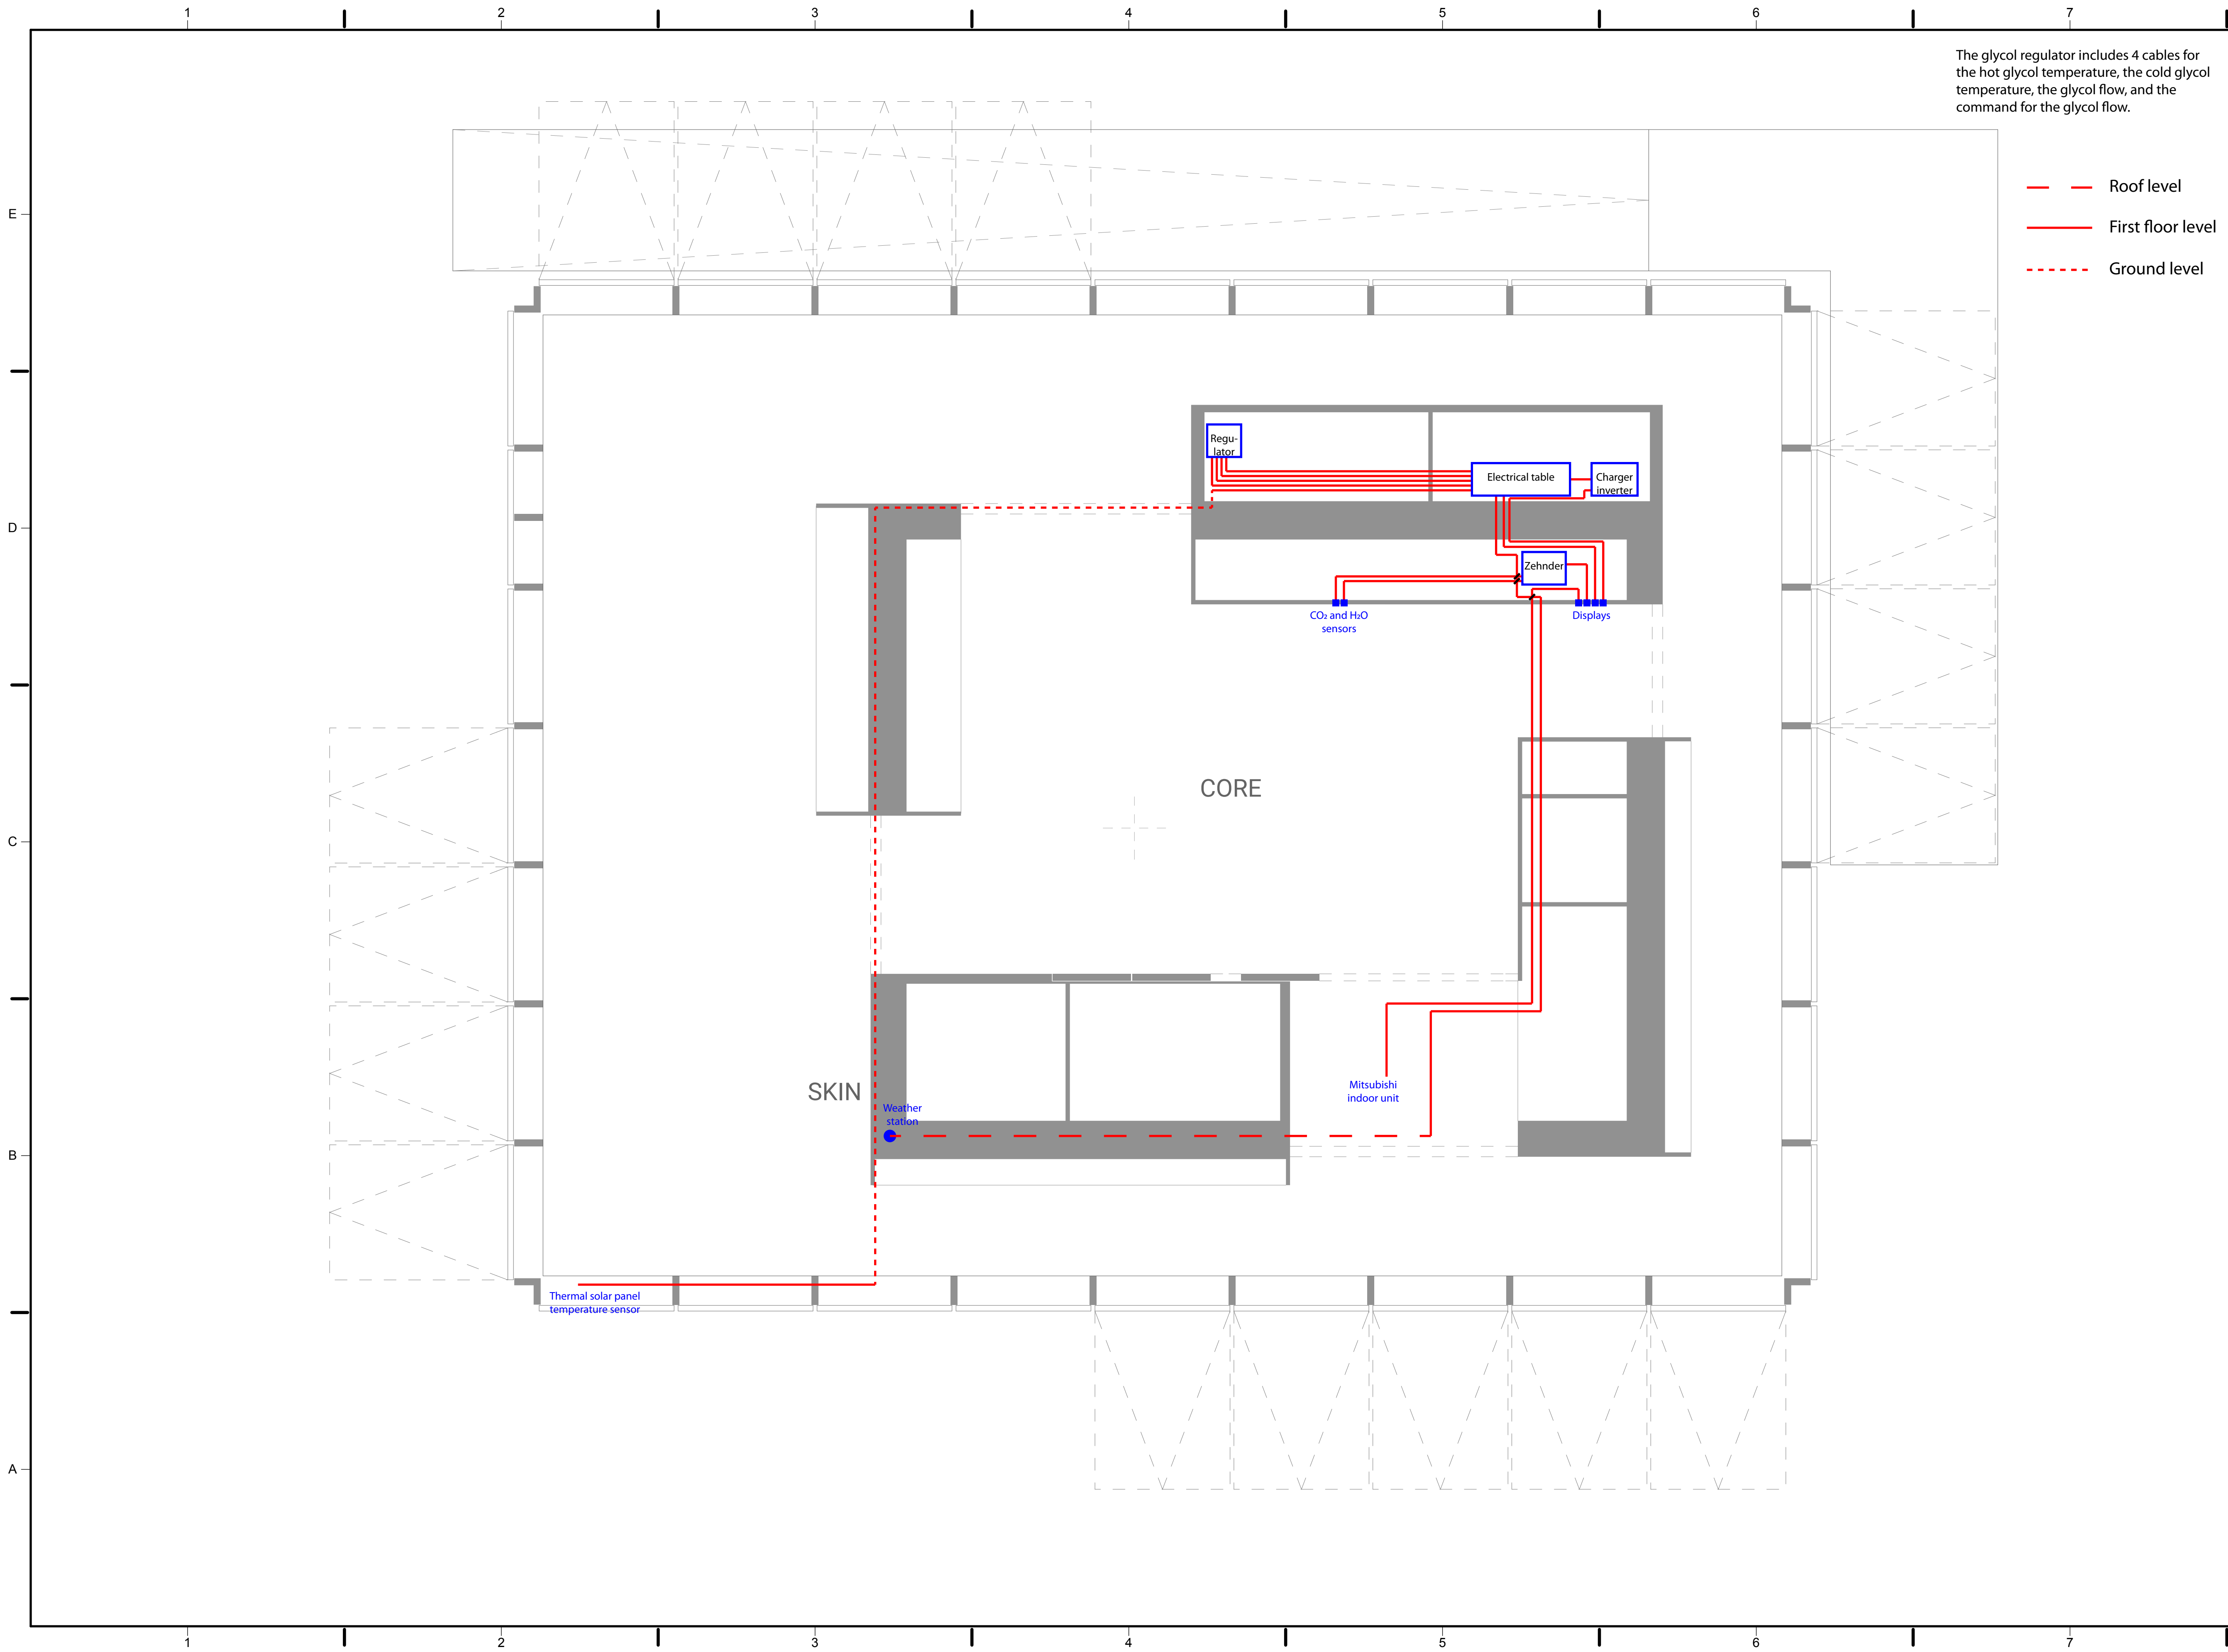 1 2 3 4 5 6 7
The glycol regulator includes 4 cables for
the hot glycol temperature, the cold glycol
temperature, the glycol flow, and the
command for the glycol flow.
Roof level
First floor level
Ground level
E
D
C
B
A
Regu-
lator
Electrical table
Charger
inverter
Zehnder
CO₂ and H₂O
sensors
Displays
CORE
SKIN
Mitsubishi
indoor unit
Weather
station
Thermal solar panel
temperature sensor
1 2 3 4 5 6 7